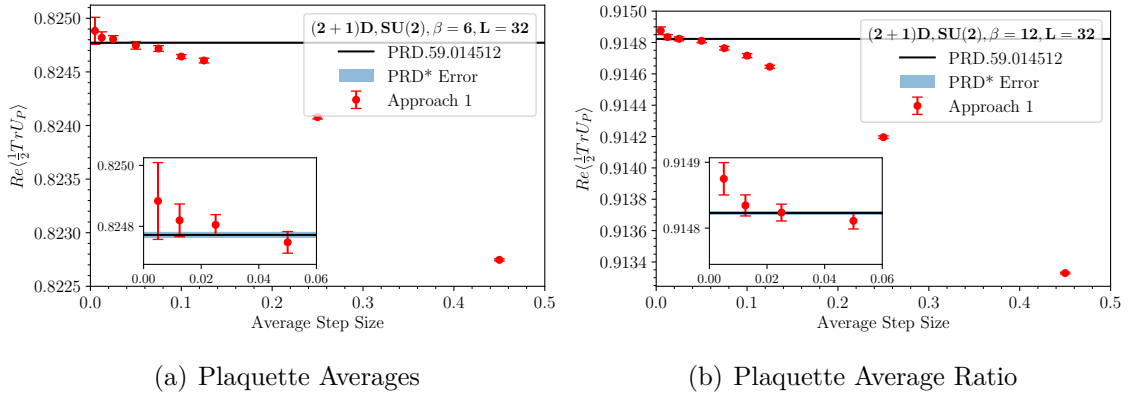 0.8250
0.8245
0.8240
0.8235
0.8230
0.8225
Re⟨½TrU_P⟩
(2 + 1)D, SU(2), β = 6, L = 32
PRD.59.014512
PRD* Error
Approach 1
0.8250
0.8248
0.00 0.02 0.04 0.06
0.0 0.1 0.2 0.3 0.4 0.5
Average Step Size
(a) Plaquette Averages
0.9150
0.9148
0.9146
0.9144
0.9142
0.9140
0.9138
0.9136
0.9134
Re⟨½TrU_P⟩
(2 + 1)D, SU(2), β = 12, L = 32
PRD.59.014512
PRD* Error
Approach 1
0.9149
0.9148
0.00 0.02 0.04 0.06
0.0 0.1 0.2 0.3 0.4 0.5
Average Step Size
(b) Plaquette Average Ratio